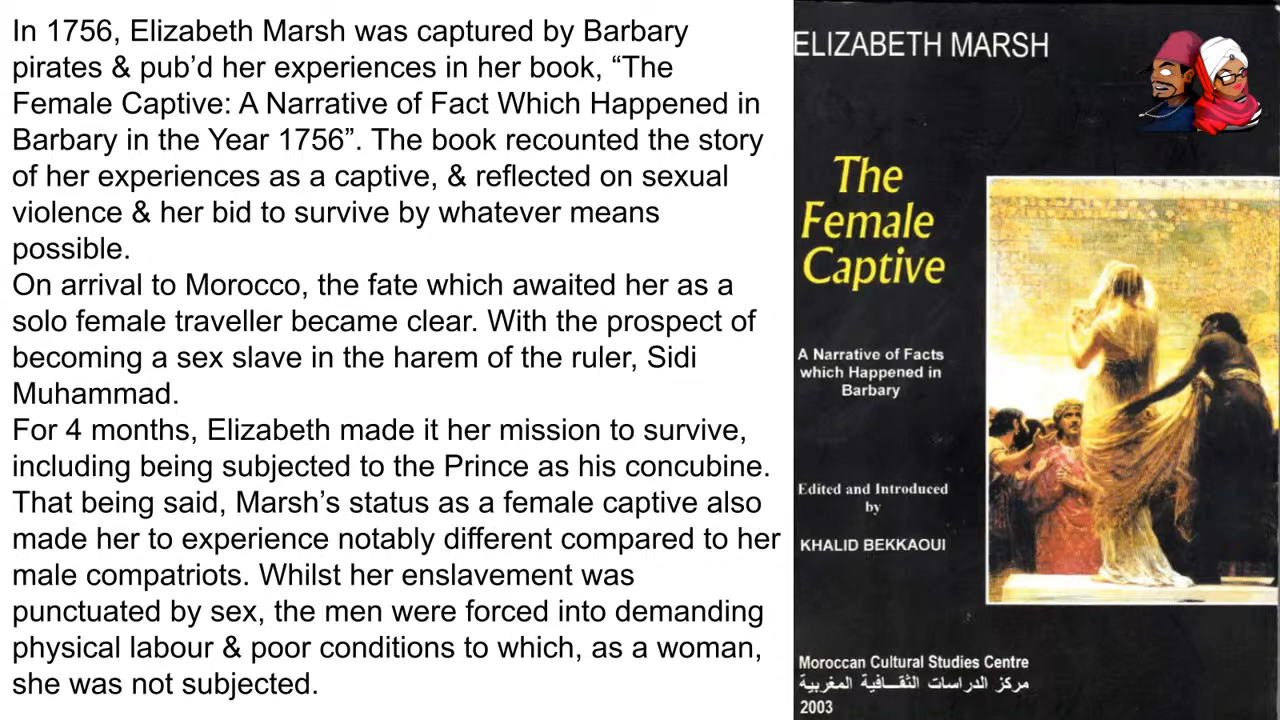 In 1756, Elizabeth Marsh was captured by Barbary
pirates & pub’d her experiences in her book, “The
Female Captive: A Narrative of Fact Which Happened in
Barbary in the Year 1756”. The book recounted the story
of her experiences as a captive, & reflected on sexual
violence & her bid to survive by whatever means
possible.
On arrival to Morocco, the fate which awaited her as a
solo female traveller became clear. With the prospect of
becoming a sex slave in the harem of the ruler, Sidi
Muhammad.
For 4 months, Elizabeth made it her mission to survive,
including being subjected to the Prince as his concubine.
That being said, Marsh’s status as a female captive also
made her to experience notably different compared to her
male compatriots. Whilst her enslavement was
punctuated by sex, the men were forced into demanding
physical labour & poor conditions to which, as a woman,
she was not subjected.
ELIZABETH MARSH
The
Female
Captive
A Narrative of Facts
which Happened in
Barbary
Edited and Introduced
by
KHALID BEKKAOUI
Moroccan Cultural Studies Centre
مركز الدراسات الثقـافية المغربية
2003